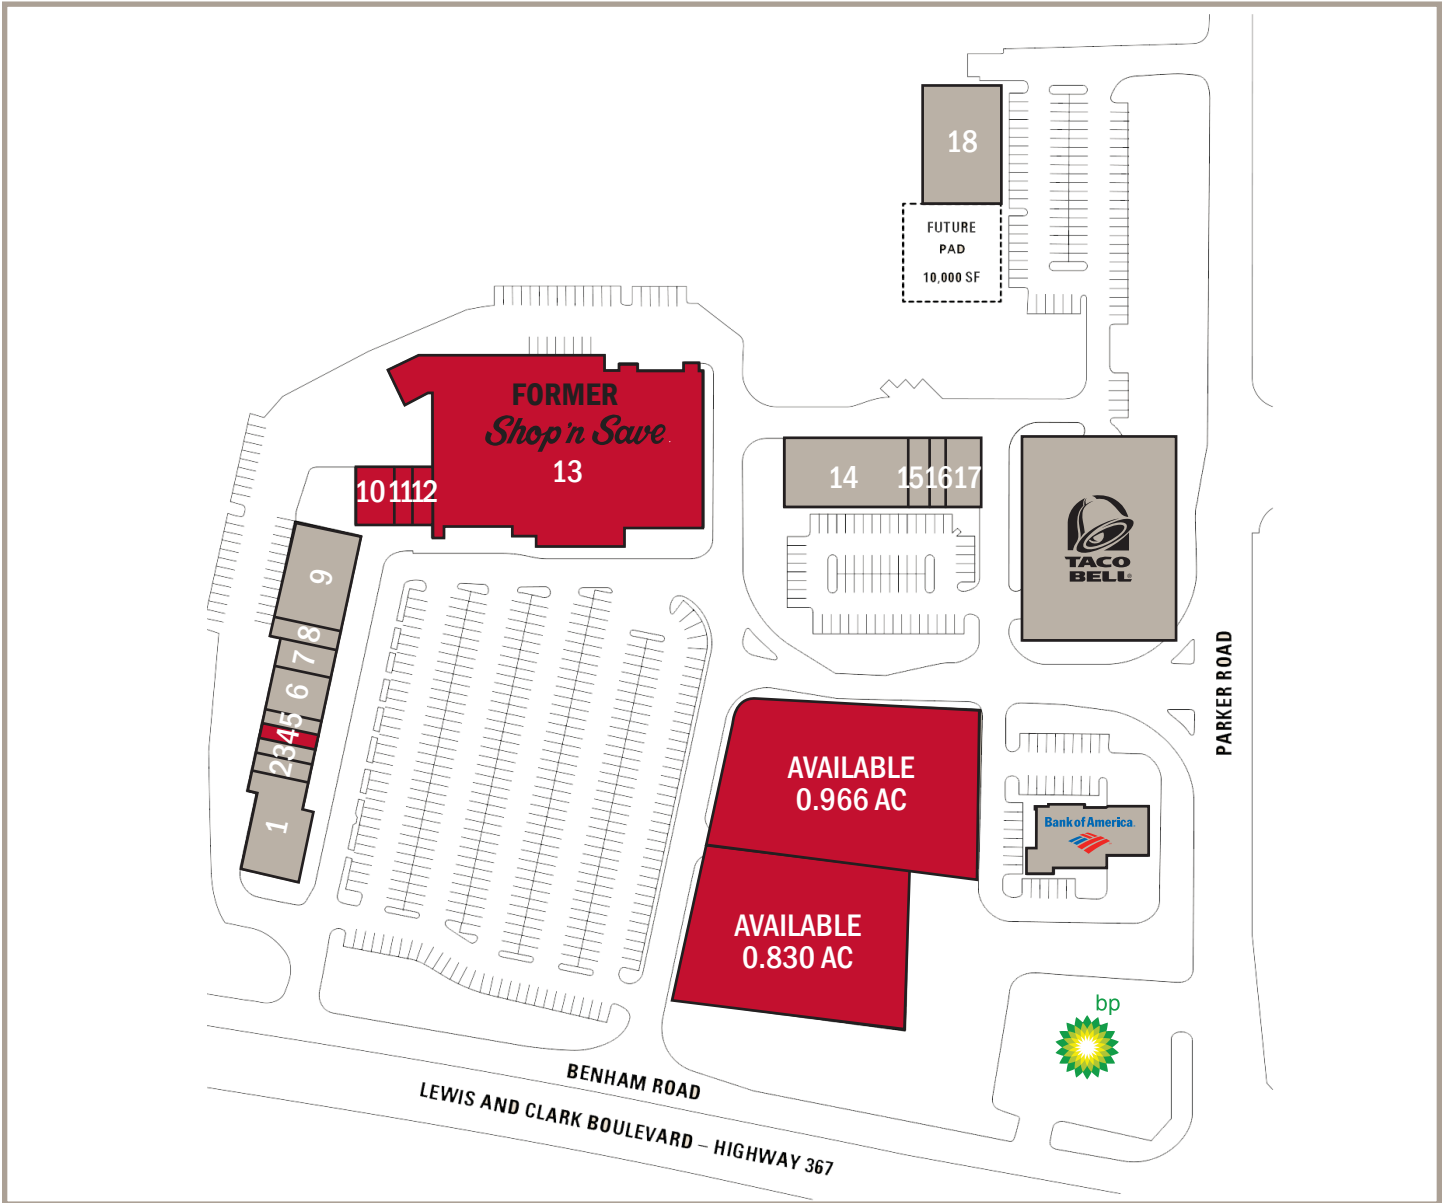 18
FUTURE
PAD
10,000 SF
FORMER
Shop 'n Save
13
10
11
12
14
15
16
17
TACO
BELL
9
8
7
6
5
4
3
2
1
AVAILABLE
0.966 AC
AVAILABLE
0.830 AC
Bank of America
PARKER ROAD
bp
BENHAM ROAD
LEWIS AND CLARK BOULEVARD – HIGHWAY 367